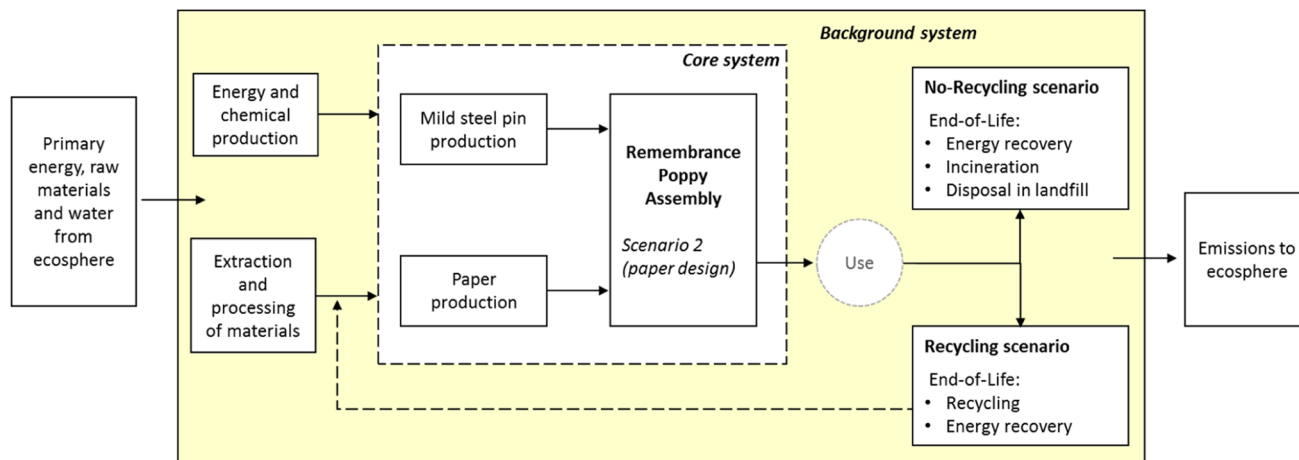 Background system
Core system
Primary
energy, raw
materials
and water
from
ecosphere
Energy and
chemical
production
Extraction
and
processing
of materials
Mild steel pin
production
Paper
production
Remembrance
Poppy
Assembly
Scenario 2
(paper design)
Use
No-Recycling scenario
End-of-Life:
• Energy recovery
• Incineration
• Disposal in landfill
Recycling scenario
End-of-Life:
• Recycling
• Energy recovery
Emissions to
ecosphere